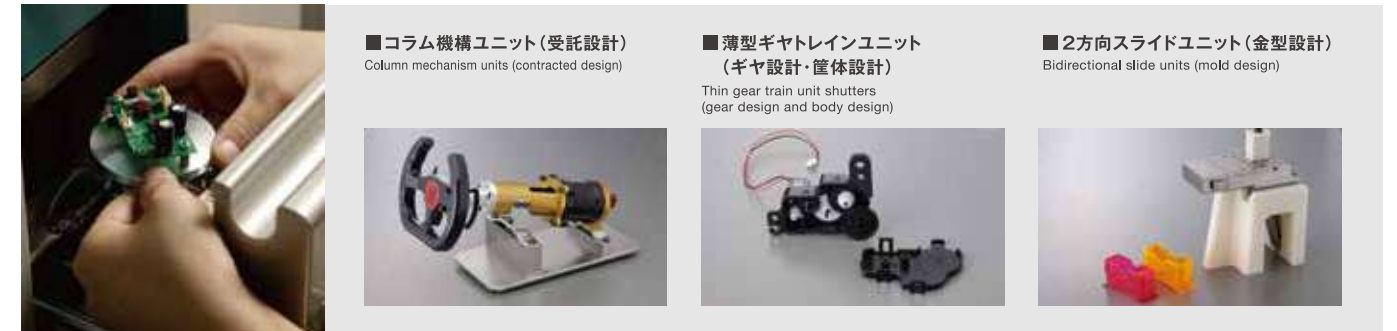 ■コラム機構ユニット(受託設計)
Column mechanism units (contracted design)
■薄型ギヤトレインユニット
(ギヤ設計・筐体設計)
Thin gear train unit shutters
(gear design and body design)
■2方向スライドユニット(金型設計)
Bidirectional slide units (mold design)